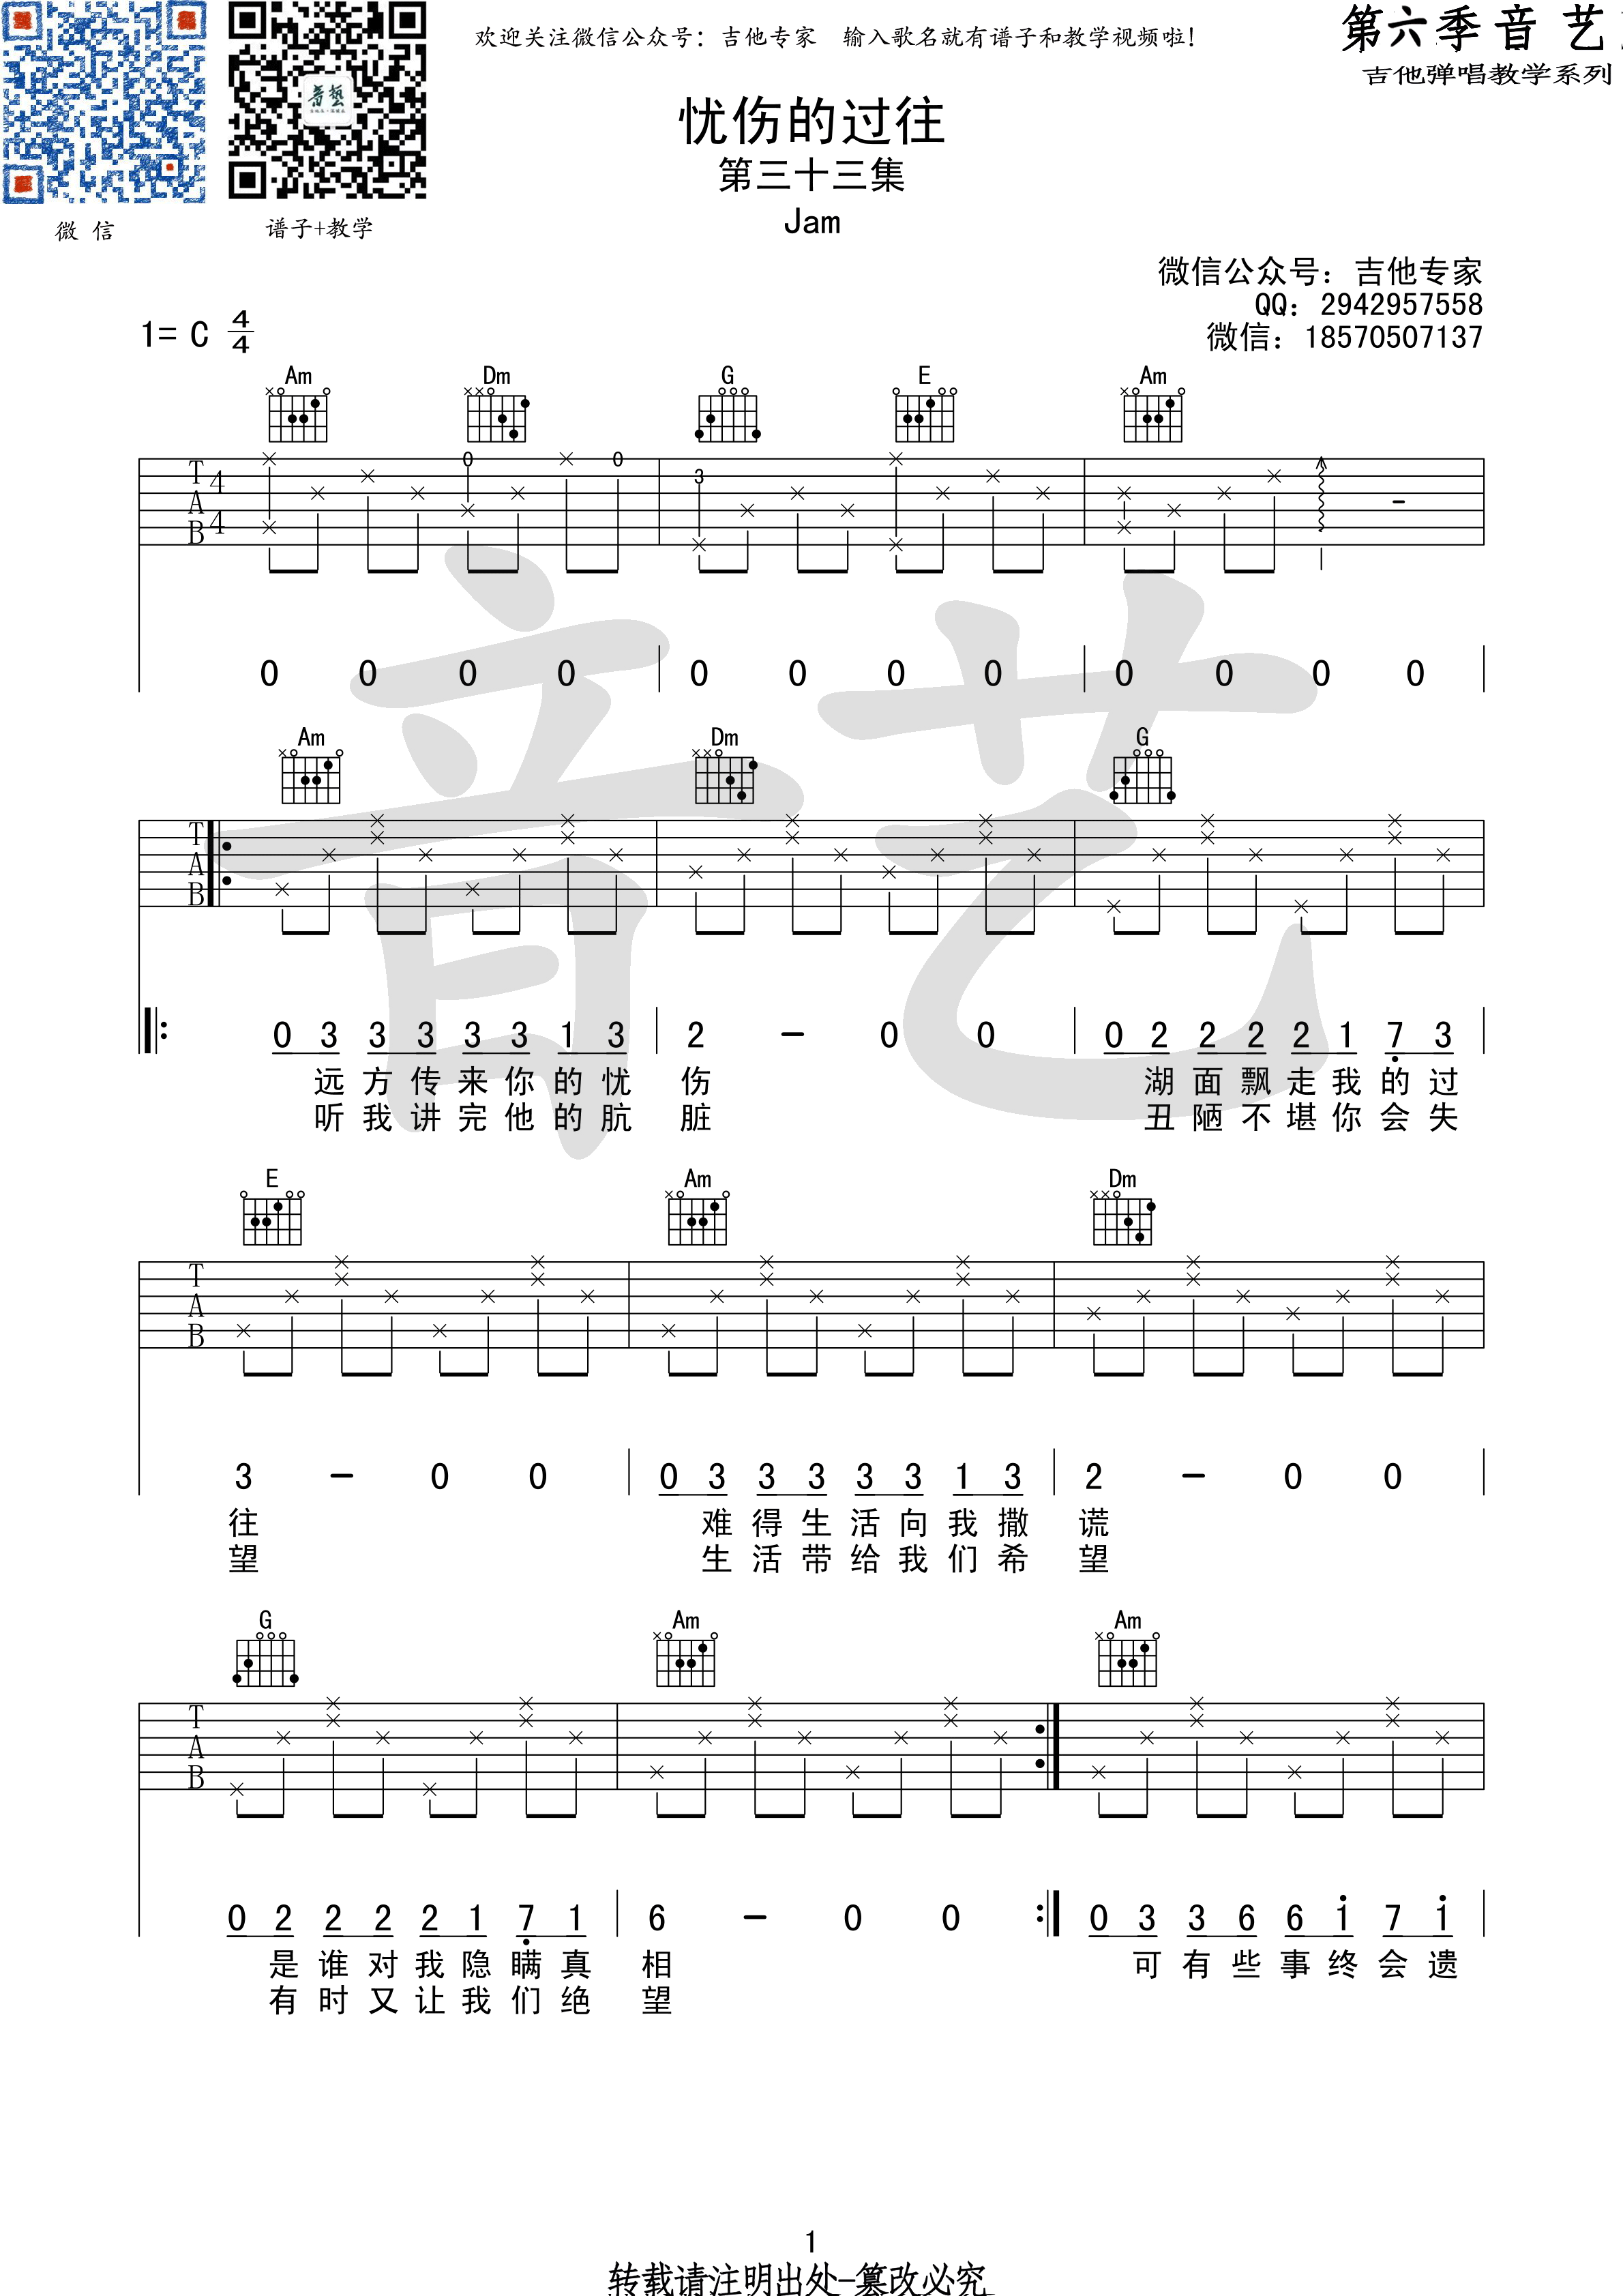 欢迎关注微信公众号：吉他专家　输入歌名就有谱子和教学视频啦！
第六季音艺
吉他弹唱教学系列
音藝
微 信
谱子+教学
忧伤的过往
第三十三集
Jam
微信公众号：吉他专家
QQ：2942957558
微信：18570507137
1= C 4/4
Am Dm G E Am
T A B 4 4 0 0 3 -
0 0 0 0 0 0 0 0 0 0 0 0
Am Dm G
T A B
0 3 3 3 3 3 1 3 2 - 0 0 0 2 2 2 2 1 7 3
远方传来你的忧 伤 湖面飘走我的过
听我讲完他的肮 脏 丑陋不堪你会失
E Am Dm
T A B
3 - 0 0 0 3 3 3 3 3 1 3 2 - 0 0
往 难得生活向我撒 谎
望 生活带给我们希 望
G Am Am
T A B
0 2 2 2 2 1 7 1 6 - 0 0 0 3 3 6 6 1 7 1
是谁对我隐瞒真 相 可有些事终会遗
有时又让我们绝 望
音艺
1
转载请注明出处-篡改必究